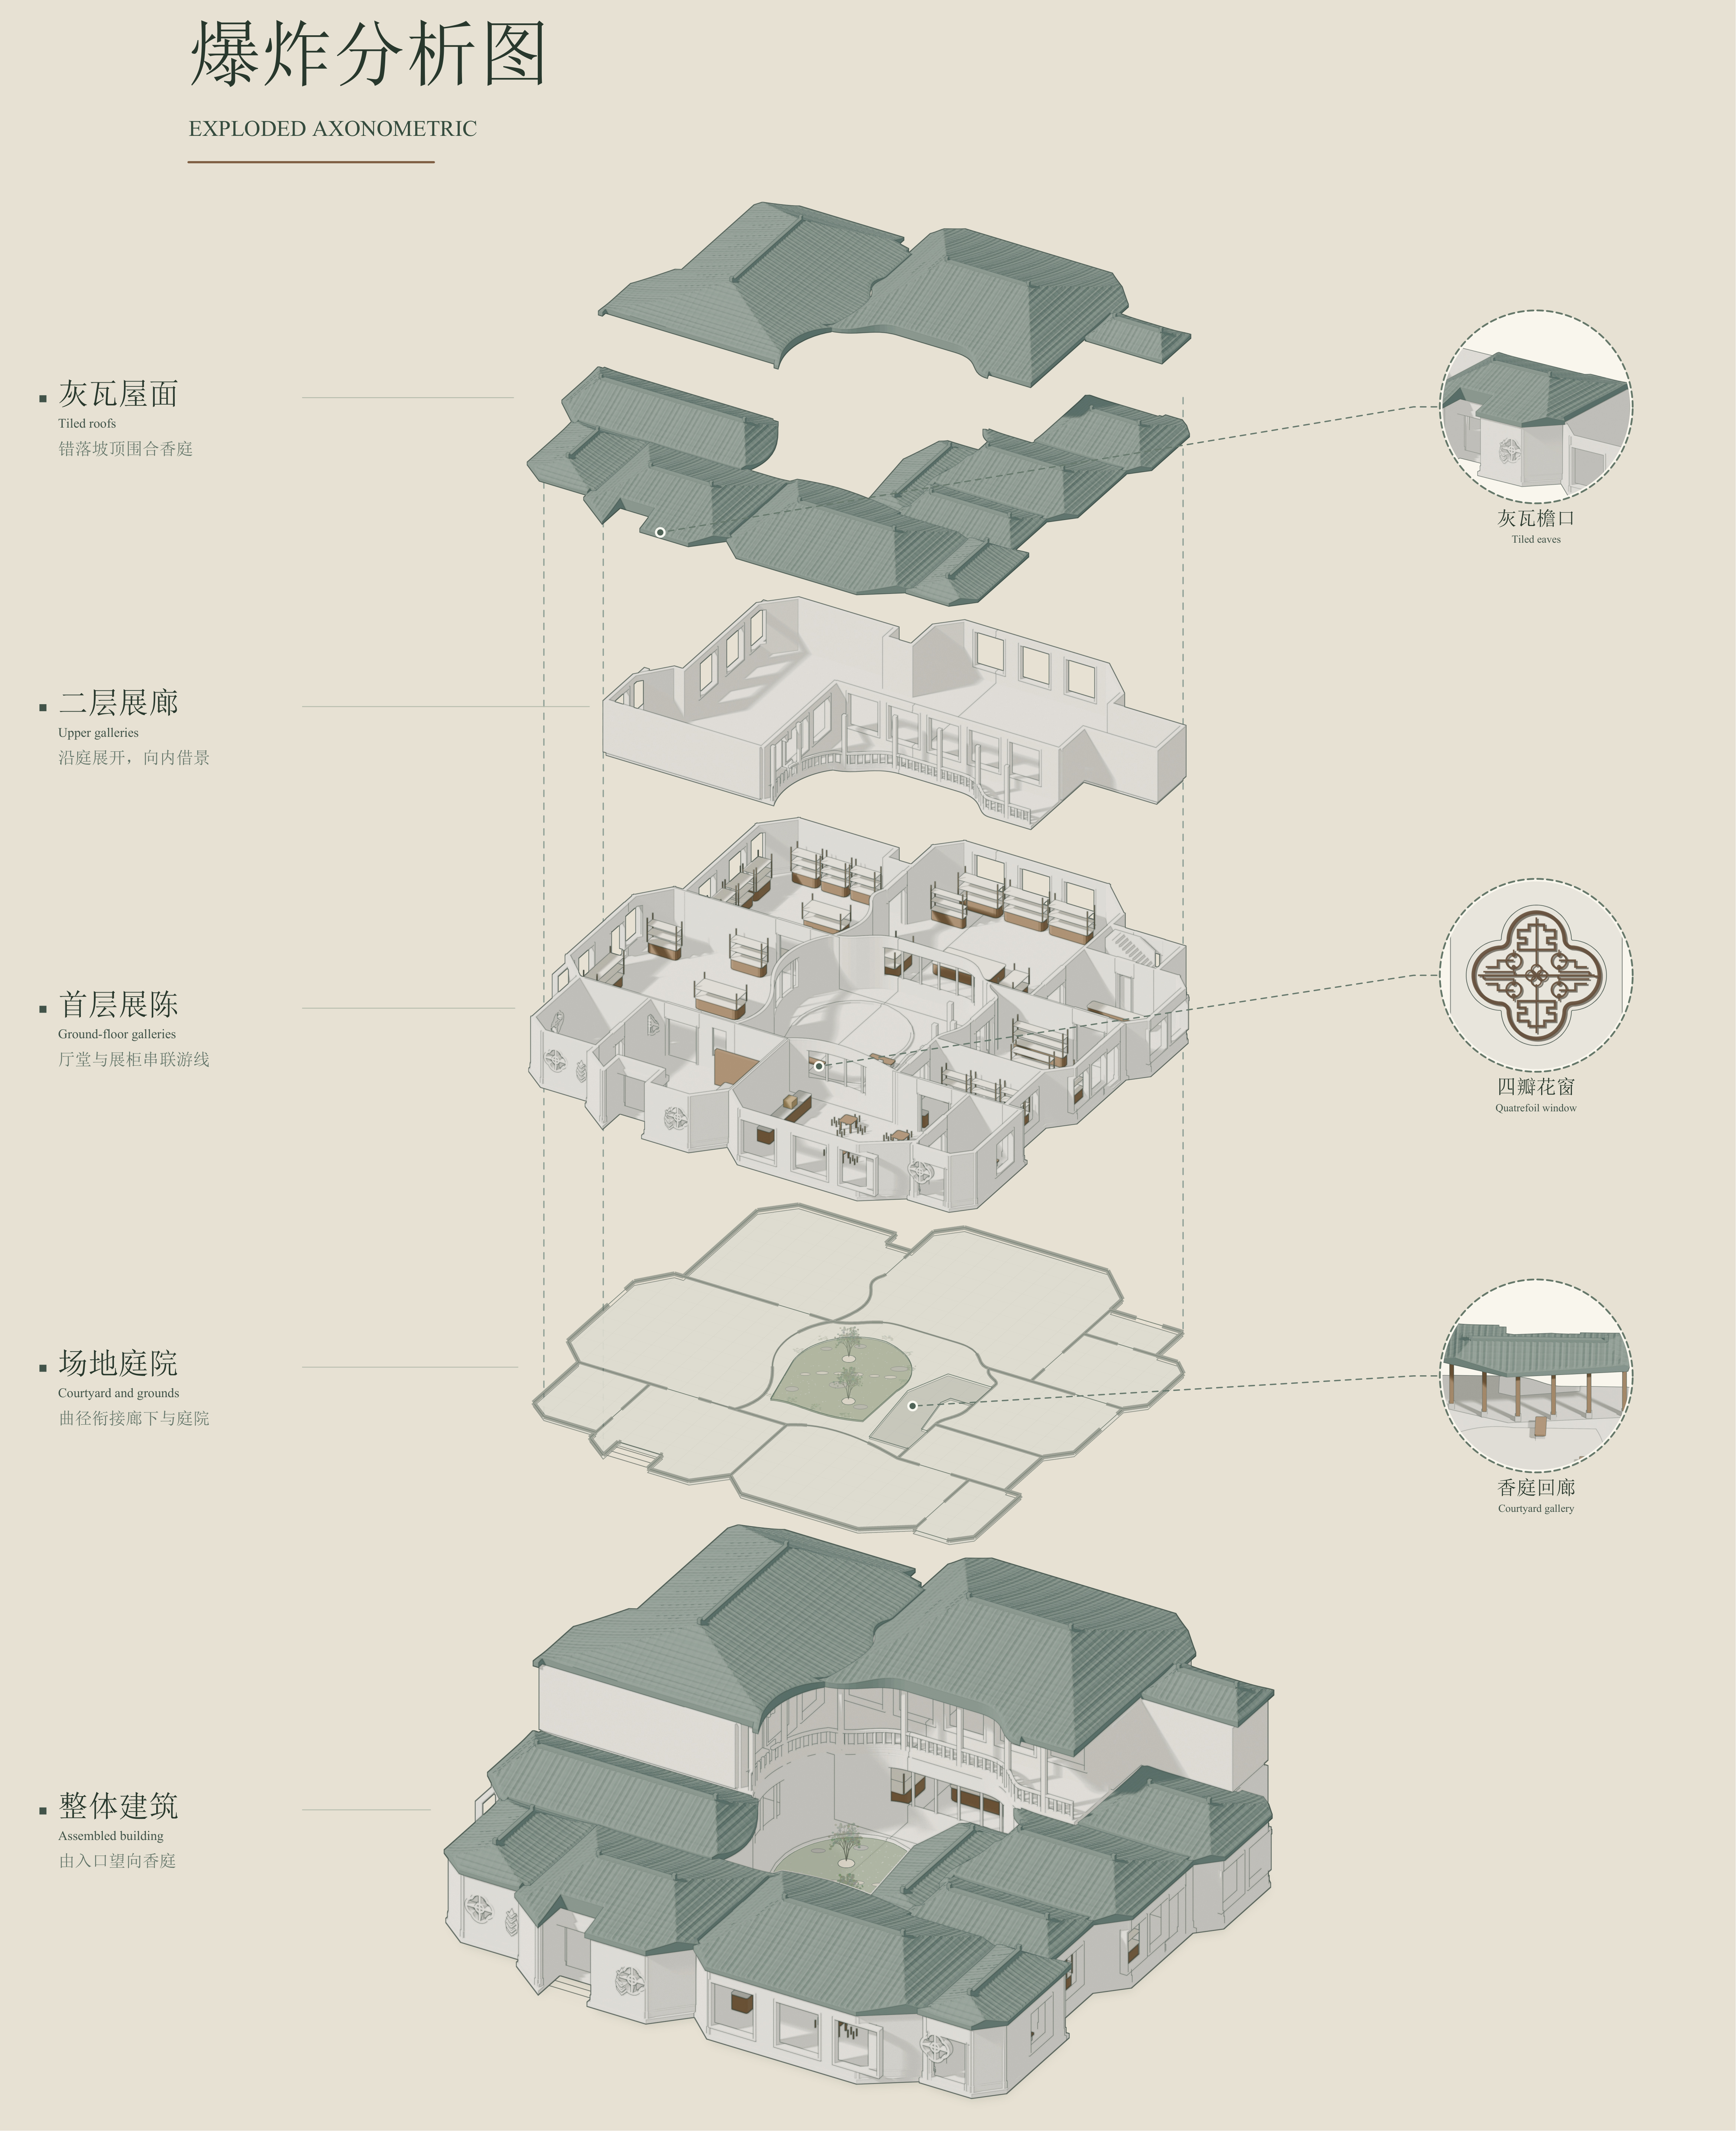 爆炸分析图
EXPLODED AXONOMETRIC
灰瓦屋面
Tiled roofs
错落坡顶围合香庭
灰瓦檐口
Tiled eaves
二层展廊
Upper galleries
沿庭展开，向内借景
首层展陈
Ground-floor galleries
厅堂与展柜串联游线
四瓣花窗
Quatrefoil window
场地庭院
Courtyard and grounds
曲径衔接廊下与庭院
香庭回廊
Courtyard gallery
整体建筑
Assembled building
由入口望向香庭